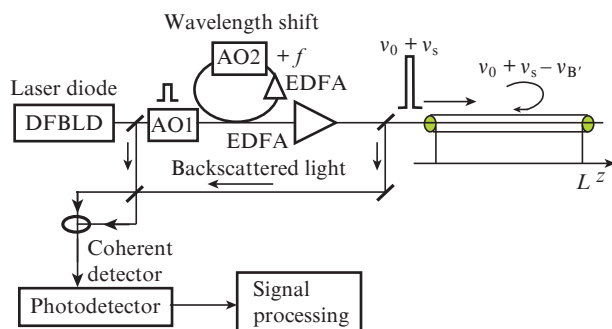 Wavelength shift
AO2
+ f
EDFA
Laser diode
DFBLD
AO1
EDFA
ν₀ + νₛ
ν₀ + νₛ – ν_B′
Backscattered light
L
z
Coherent
detector
Photodetector
Signal
processing